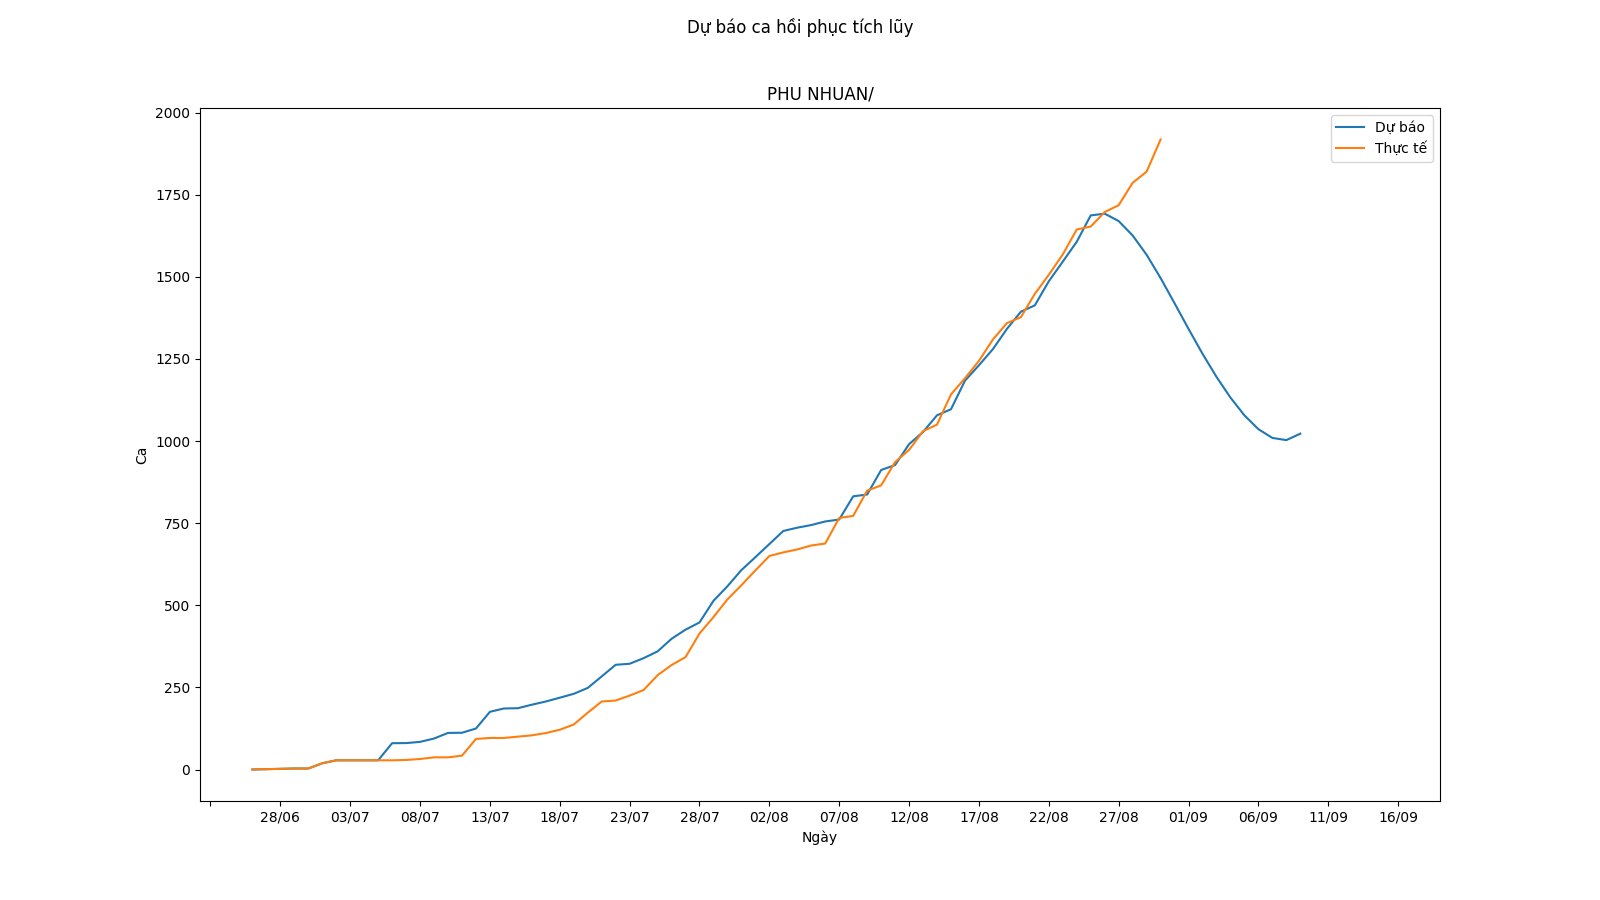 Dự báo ca hồi phục tích lũy
PHU NHUAN/
Dự báo
Thực tế
2000
1750
1500
1250
1000
750
500
250
0
Ca
28/06 03/07 08/07 13/07 18/07 23/07 28/07 02/08 07/08 12/08 17/08 22/08 27/08 01/09 06/09 11/09 16/09
Ngày